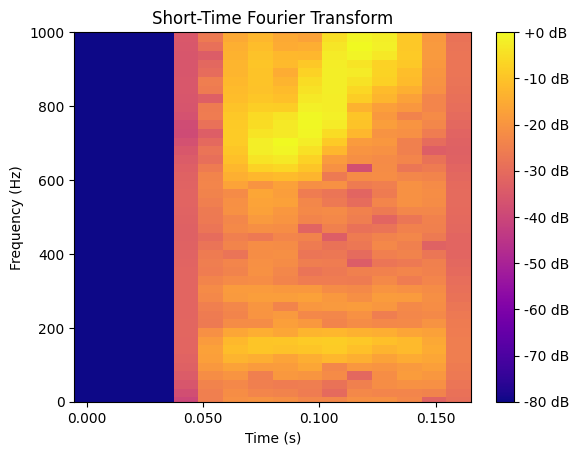 Short-Time Fourier Transform
1000
800
600
400
200
0
Frequency (Hz)
0.000
0.050
0.100
0.150
Time (s)
+0 dB
-10 dB
-20 dB
-30 dB
-40 dB
-50 dB
-60 dB
-70 dB
-80 dB